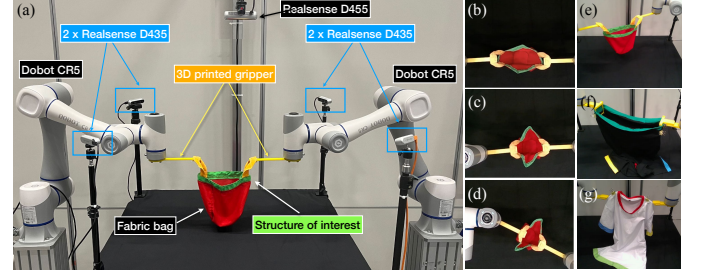 (a)
Realsense D455
2 x Realsense D435
2 x Realsense D435
Dobot CR5
3D printed gripper
Dobot CR5
Fabric bag
Structure of interest
(b)
(c)
(d)
(e)
(f)
(g)